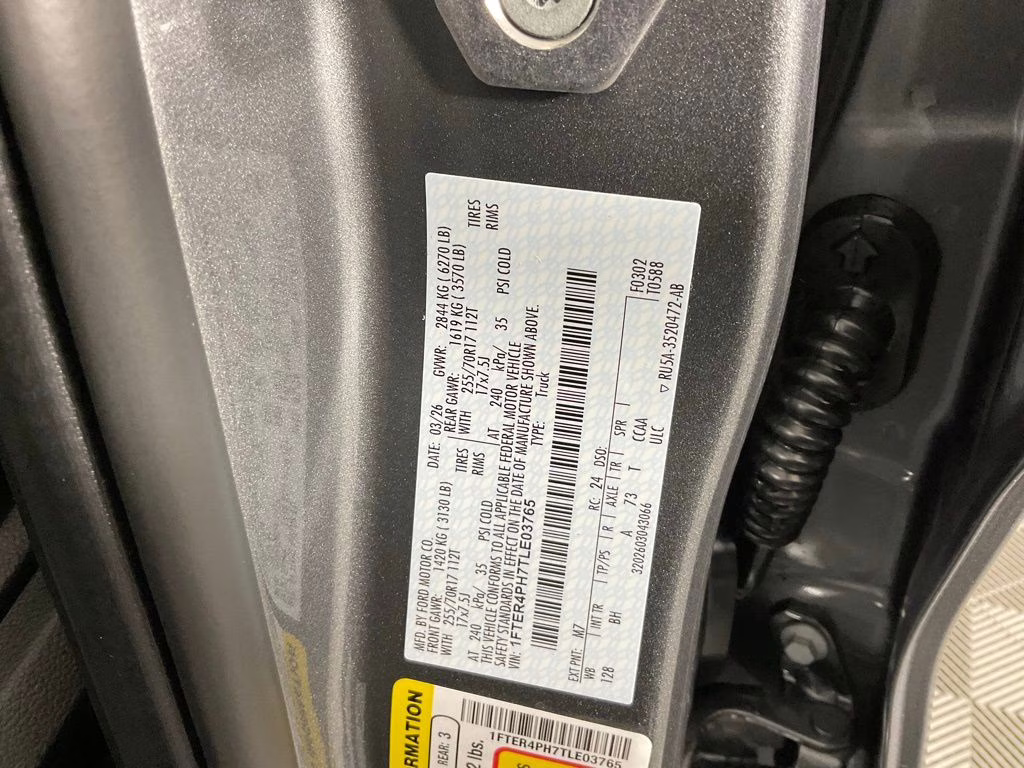 MFD. BY FORD MOTOR CO.
DATE: 03/26 GVWR: 2844 KG ( 6270 LB)
FRONT GAWR: 1420 KG ( 3130 LB) REAR GAWR: 1619 KG ( 3570 LB)
WITH 255/70R17 112T TIRES WITH 255/70R17 112T TIRES
17x7.5J RIMS 17x7.5J RIMS
AT 240 kPa/ 35 PSI COLD AT 240 kPa/ 35 PSI COLD
THIS VEHICLE CONFORMS TO ALL APPLICABLE FEDERAL MOTOR VEHICLE
SAFETY STANDARDS IN EFFECT ON THE DATE OF MANUFACTURE SHOWN ABOVE.
VIN: 1FTER4PH7TLE03765 TYPE: Truck
EXT PNT: M7 RC: 24 DSO: F0302
WB INT TR TP/PS R AXLE TR SPR T0588
128 BH A 73 T CCAA
3202603043066 ULC
▽ RU5A-3520472-AB
RMATION
REAR: 3
2 lbs.
1FTER4PH7TLE03765